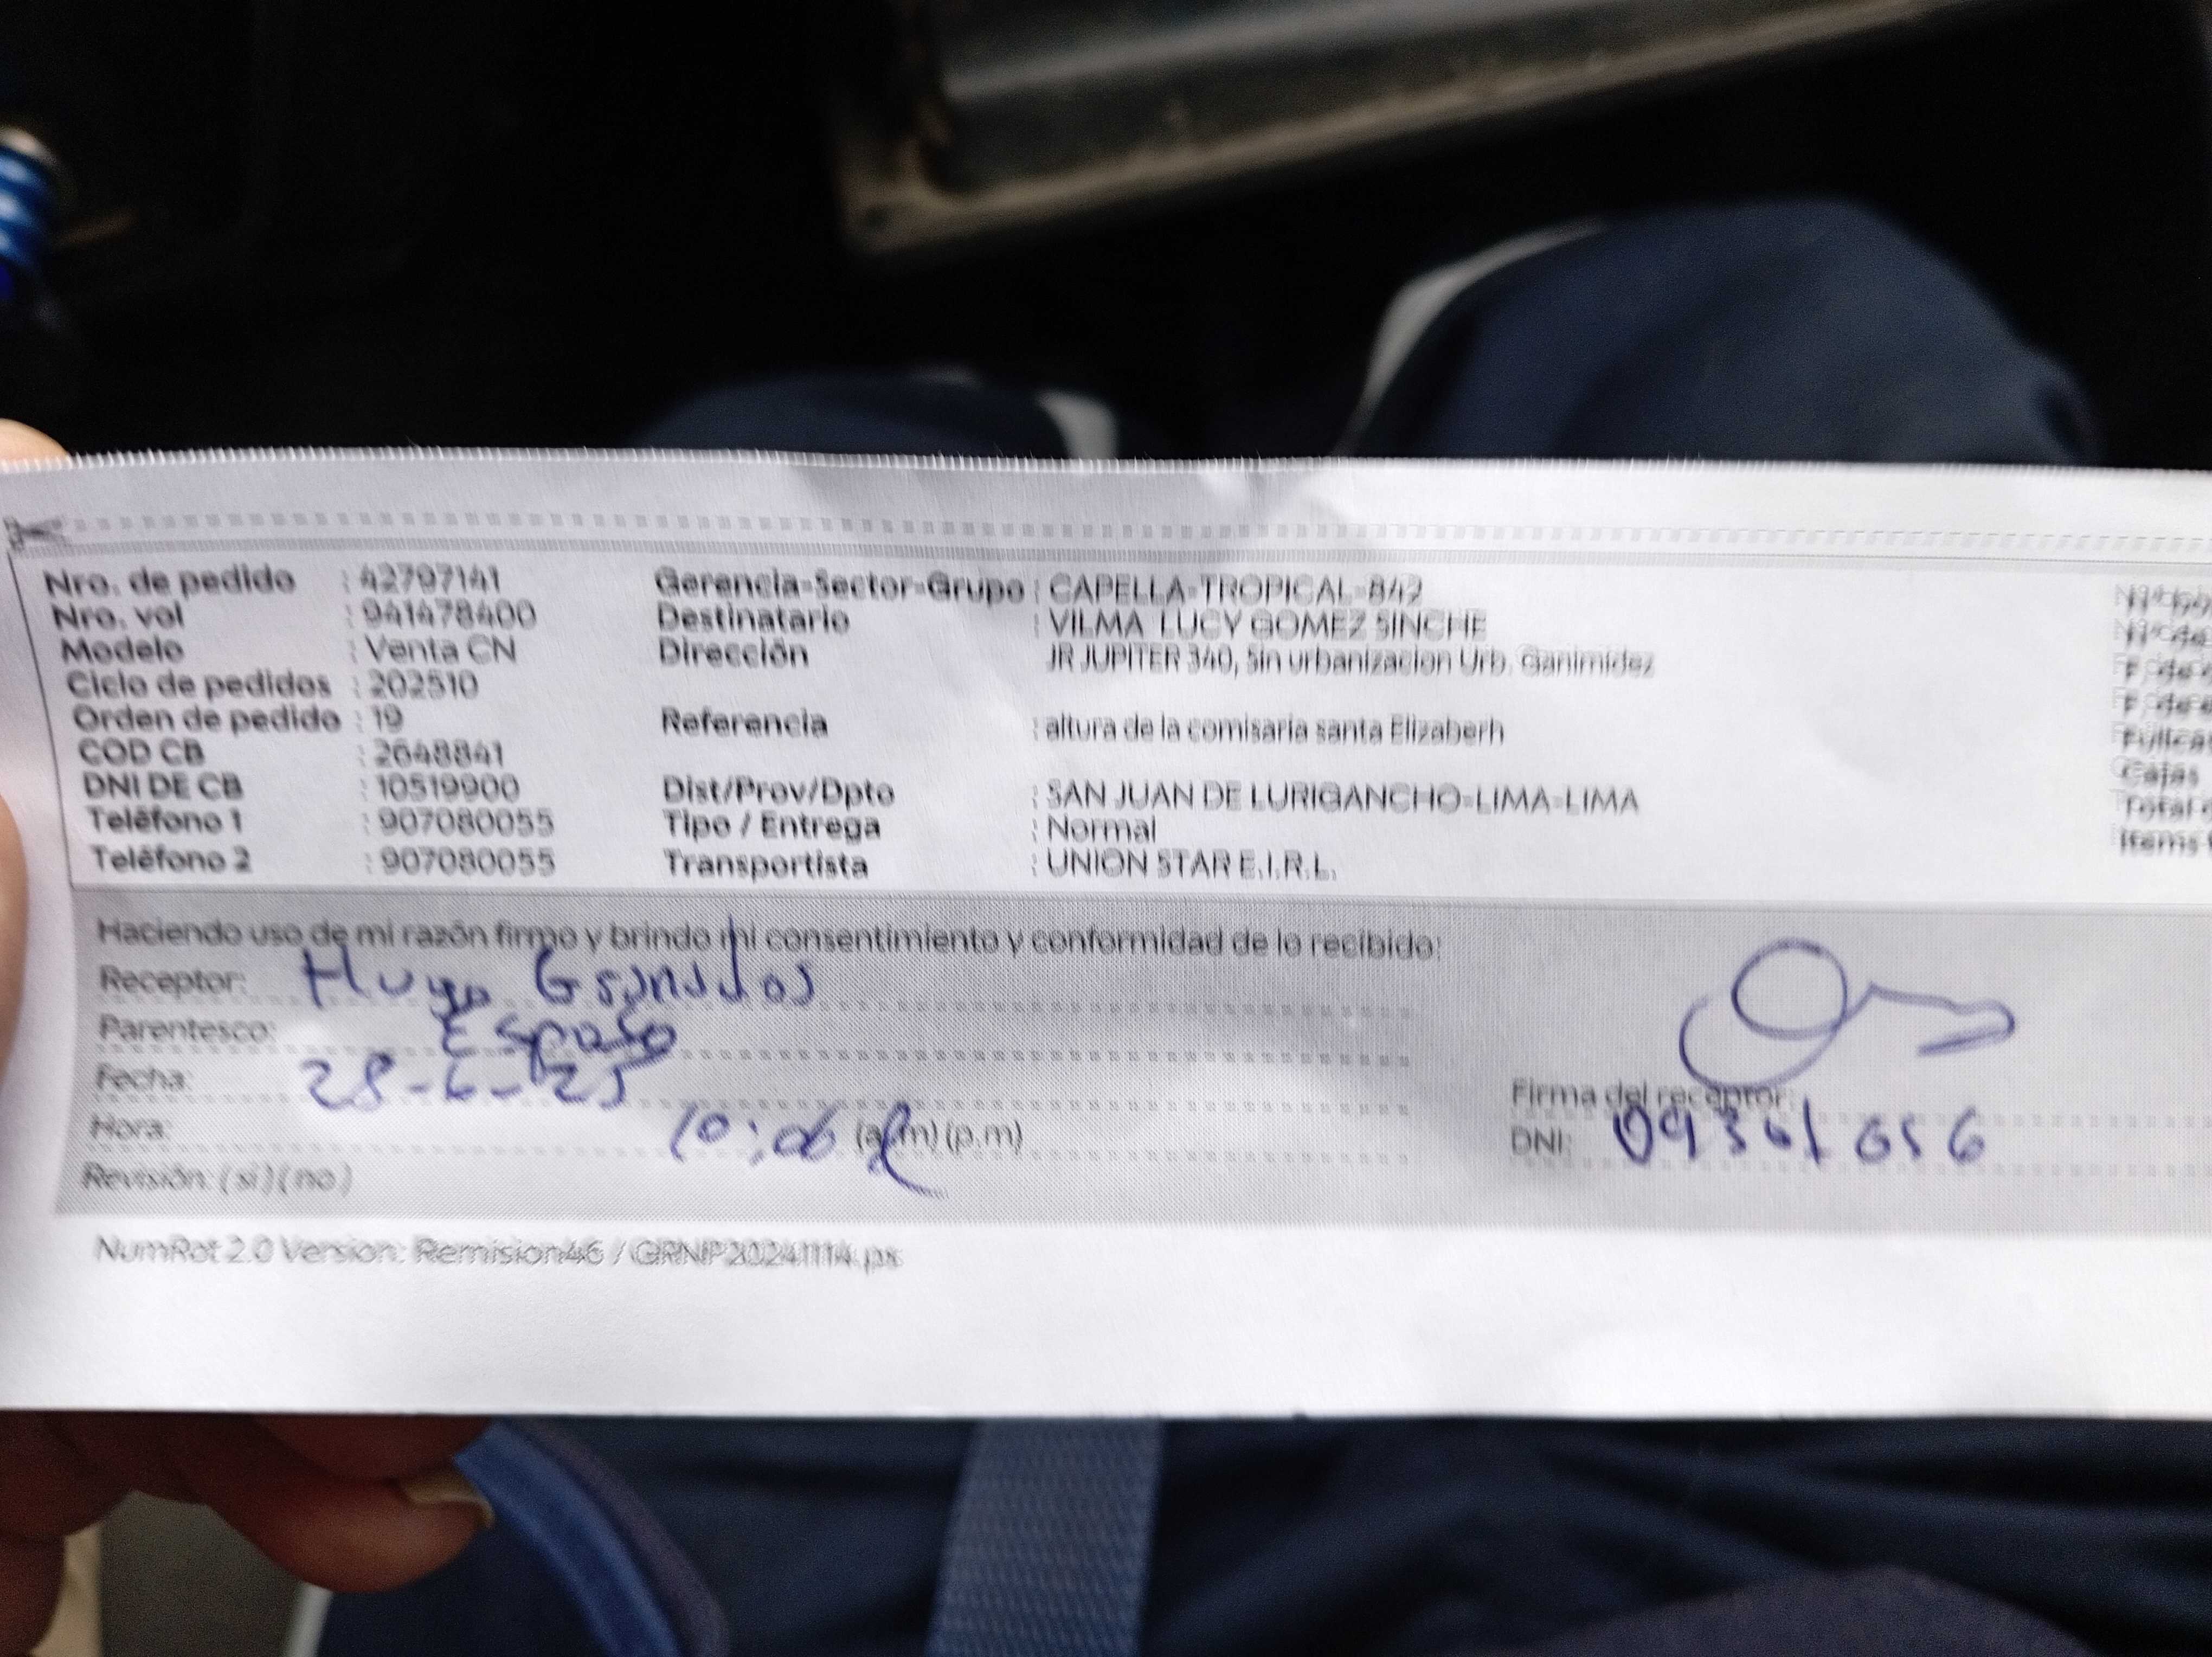 Nro. de pedido : 42797141
Nro. vol : 941478400
Modelo : Venta CN
Ciclo de pedidos : 202510
Orden de pedido : 19
COD CB : 2648841
DNI DE CB : 10519900
Teléfono 1 : 907080055
Teléfono 2 : 907080055
Gerencia-Sector-Grupo : CAPELLA-TROPICAL-842
Destinatario : VILMA LUCY GOMEZ SINCHE
Dirección JR JUPITER 340, Sin urbanizacion Urb. Ganimidez
Referencia : altura de la comisaria santa Elizaberh
Dist/Prov/Dpto : SAN JUAN DE LURIGANCHO-LIMA-LIMA
Tipo / Entrega : Normal
Transportista : UNION STAR E.I.R.L.
Cajas
Total
Items
Haciendo uso de mi razón firmo y brindo mi consentimiento y conformidad de lo recibido:
Receptor: Hugo
Parentesco: Esposo
Fecha: 28-6-25
Hora: 10:06 (a.m) (p.m)
Revisión: (si) (no)
Firma del receptor:
DNI:
NumRot 2.0 Version: Remision46 / GRNP20241114.ps